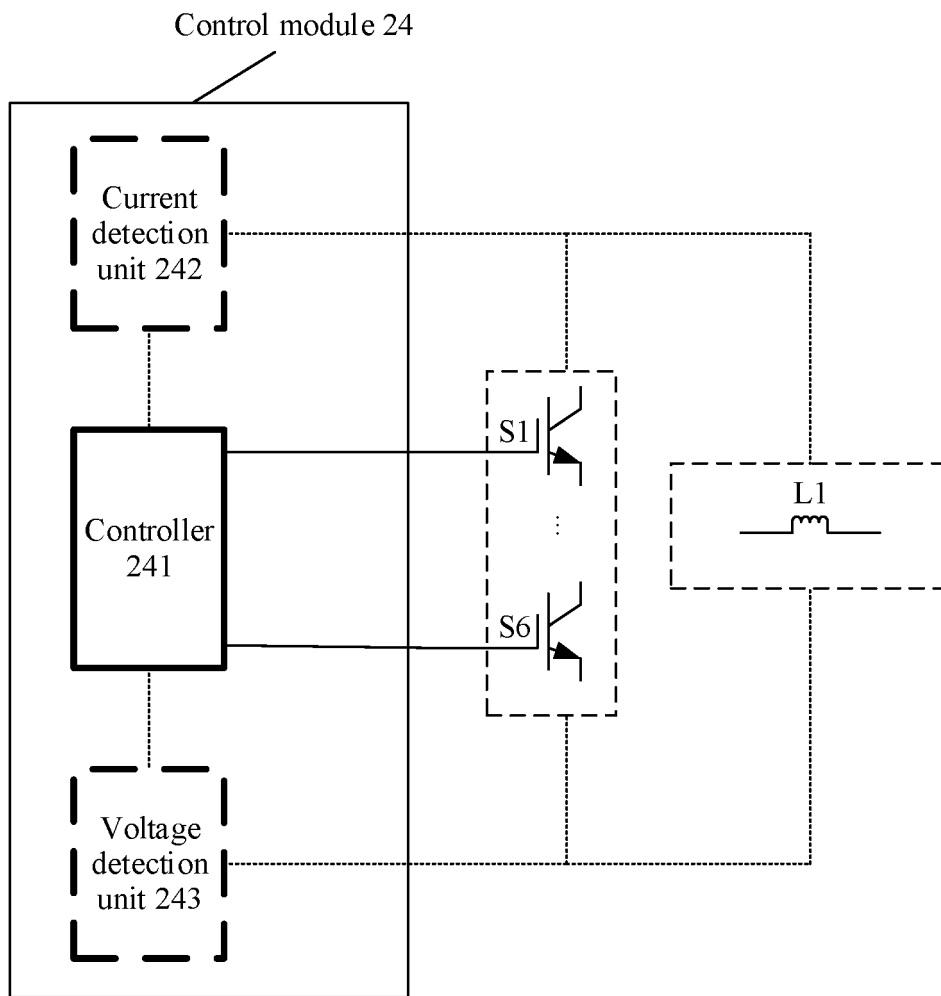 Control module 24
Current
detection
unit 242
S1
L1
Controller
241
S6
Voltage
detection
unit 243